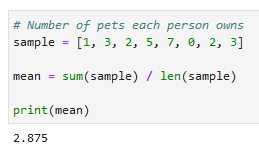 # Number of pets each person owns
sample = [1, 3, 2, 5, 7, 0, 2, 3]
mean = sum(sample) / len(sample)
print(mean)
2.875